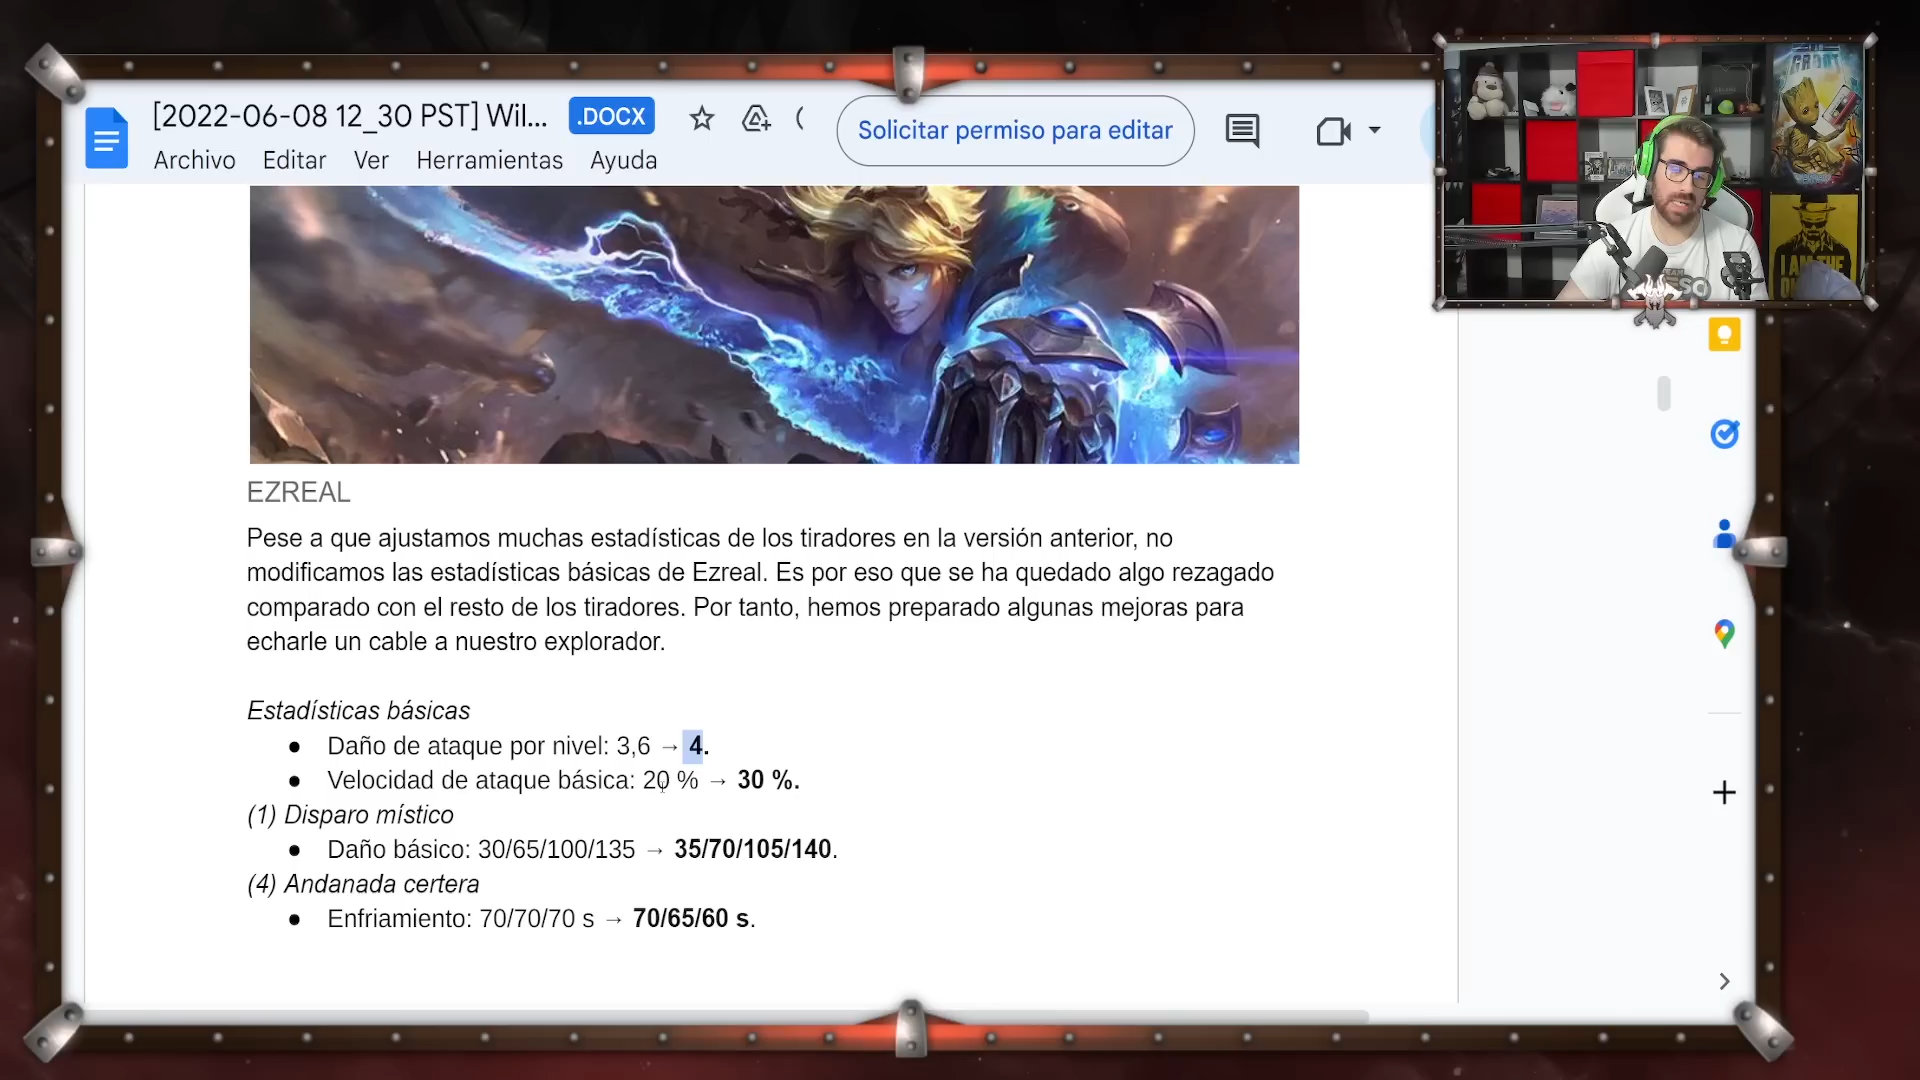 [2022-06-08 12_30 PST] Wil...
.DOCX
Solicitar permiso para editar
Archivo Editar Ver Herramientas Ayuda
GROOT
I AM THE
EZREAL
Pese a que ajustamos muchas estadísticas de los tiradores en la versión anterior, no
modificamos las estadísticas básicas de Ezreal. Es por eso que se ha quedado algo rezagado
comparado con el resto de los tiradores. Por tanto, hemos preparado algunas mejoras para
echarle un cable a nuestro explorador.
Estadísticas básicas
● Daño de ataque por nivel: 3,6 → 4.
● Velocidad de ataque básica: 20 % → 30 %.
(1) Disparo místico
● Daño básico: 30/65/100/135 → 35/70/105/140.
(4) Andanada certera
● Enfriamiento: 70/70/70 s → 70/65/60 s.